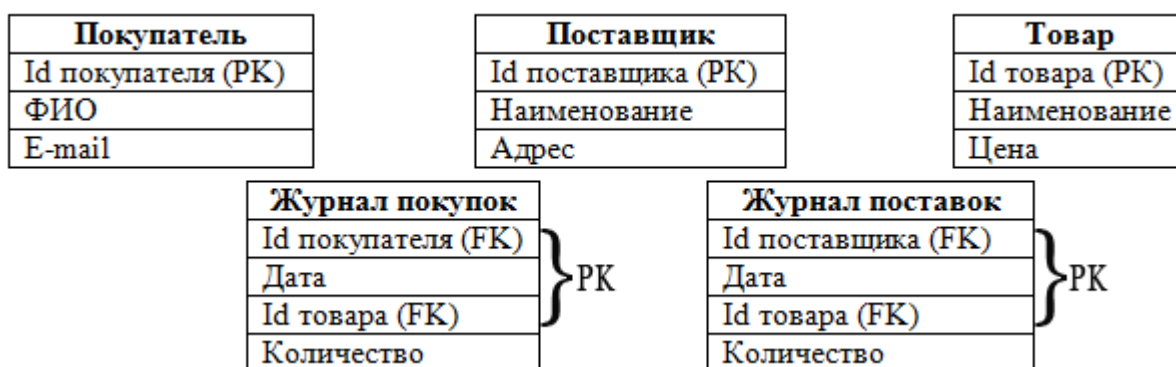 Покупатель
Id покупателя (PK)
ФИО
E-mail
Поставщик
Id поставщика (PK)
Наименование
Адрес
Товар
Id товара (PK)
Наименование
Цена
Журнал покупок
Id покупателя (FK)
Дата
Id товара (FK)
Количество
PK
Журнал поставок
Id поставщика (FK)
Дата
Id товара (FK)
Количество
PK